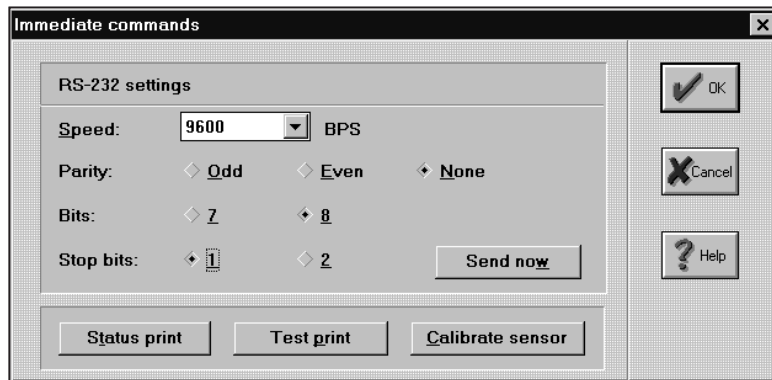 Immediate commands
RS-232 settings
Speed: 9600 BPS
Parity: Odd Even None
Bits: 7 8
Stop bits: 1 2 Send now
Status print Test print Calibrate sensor
OK
Cancel
Help